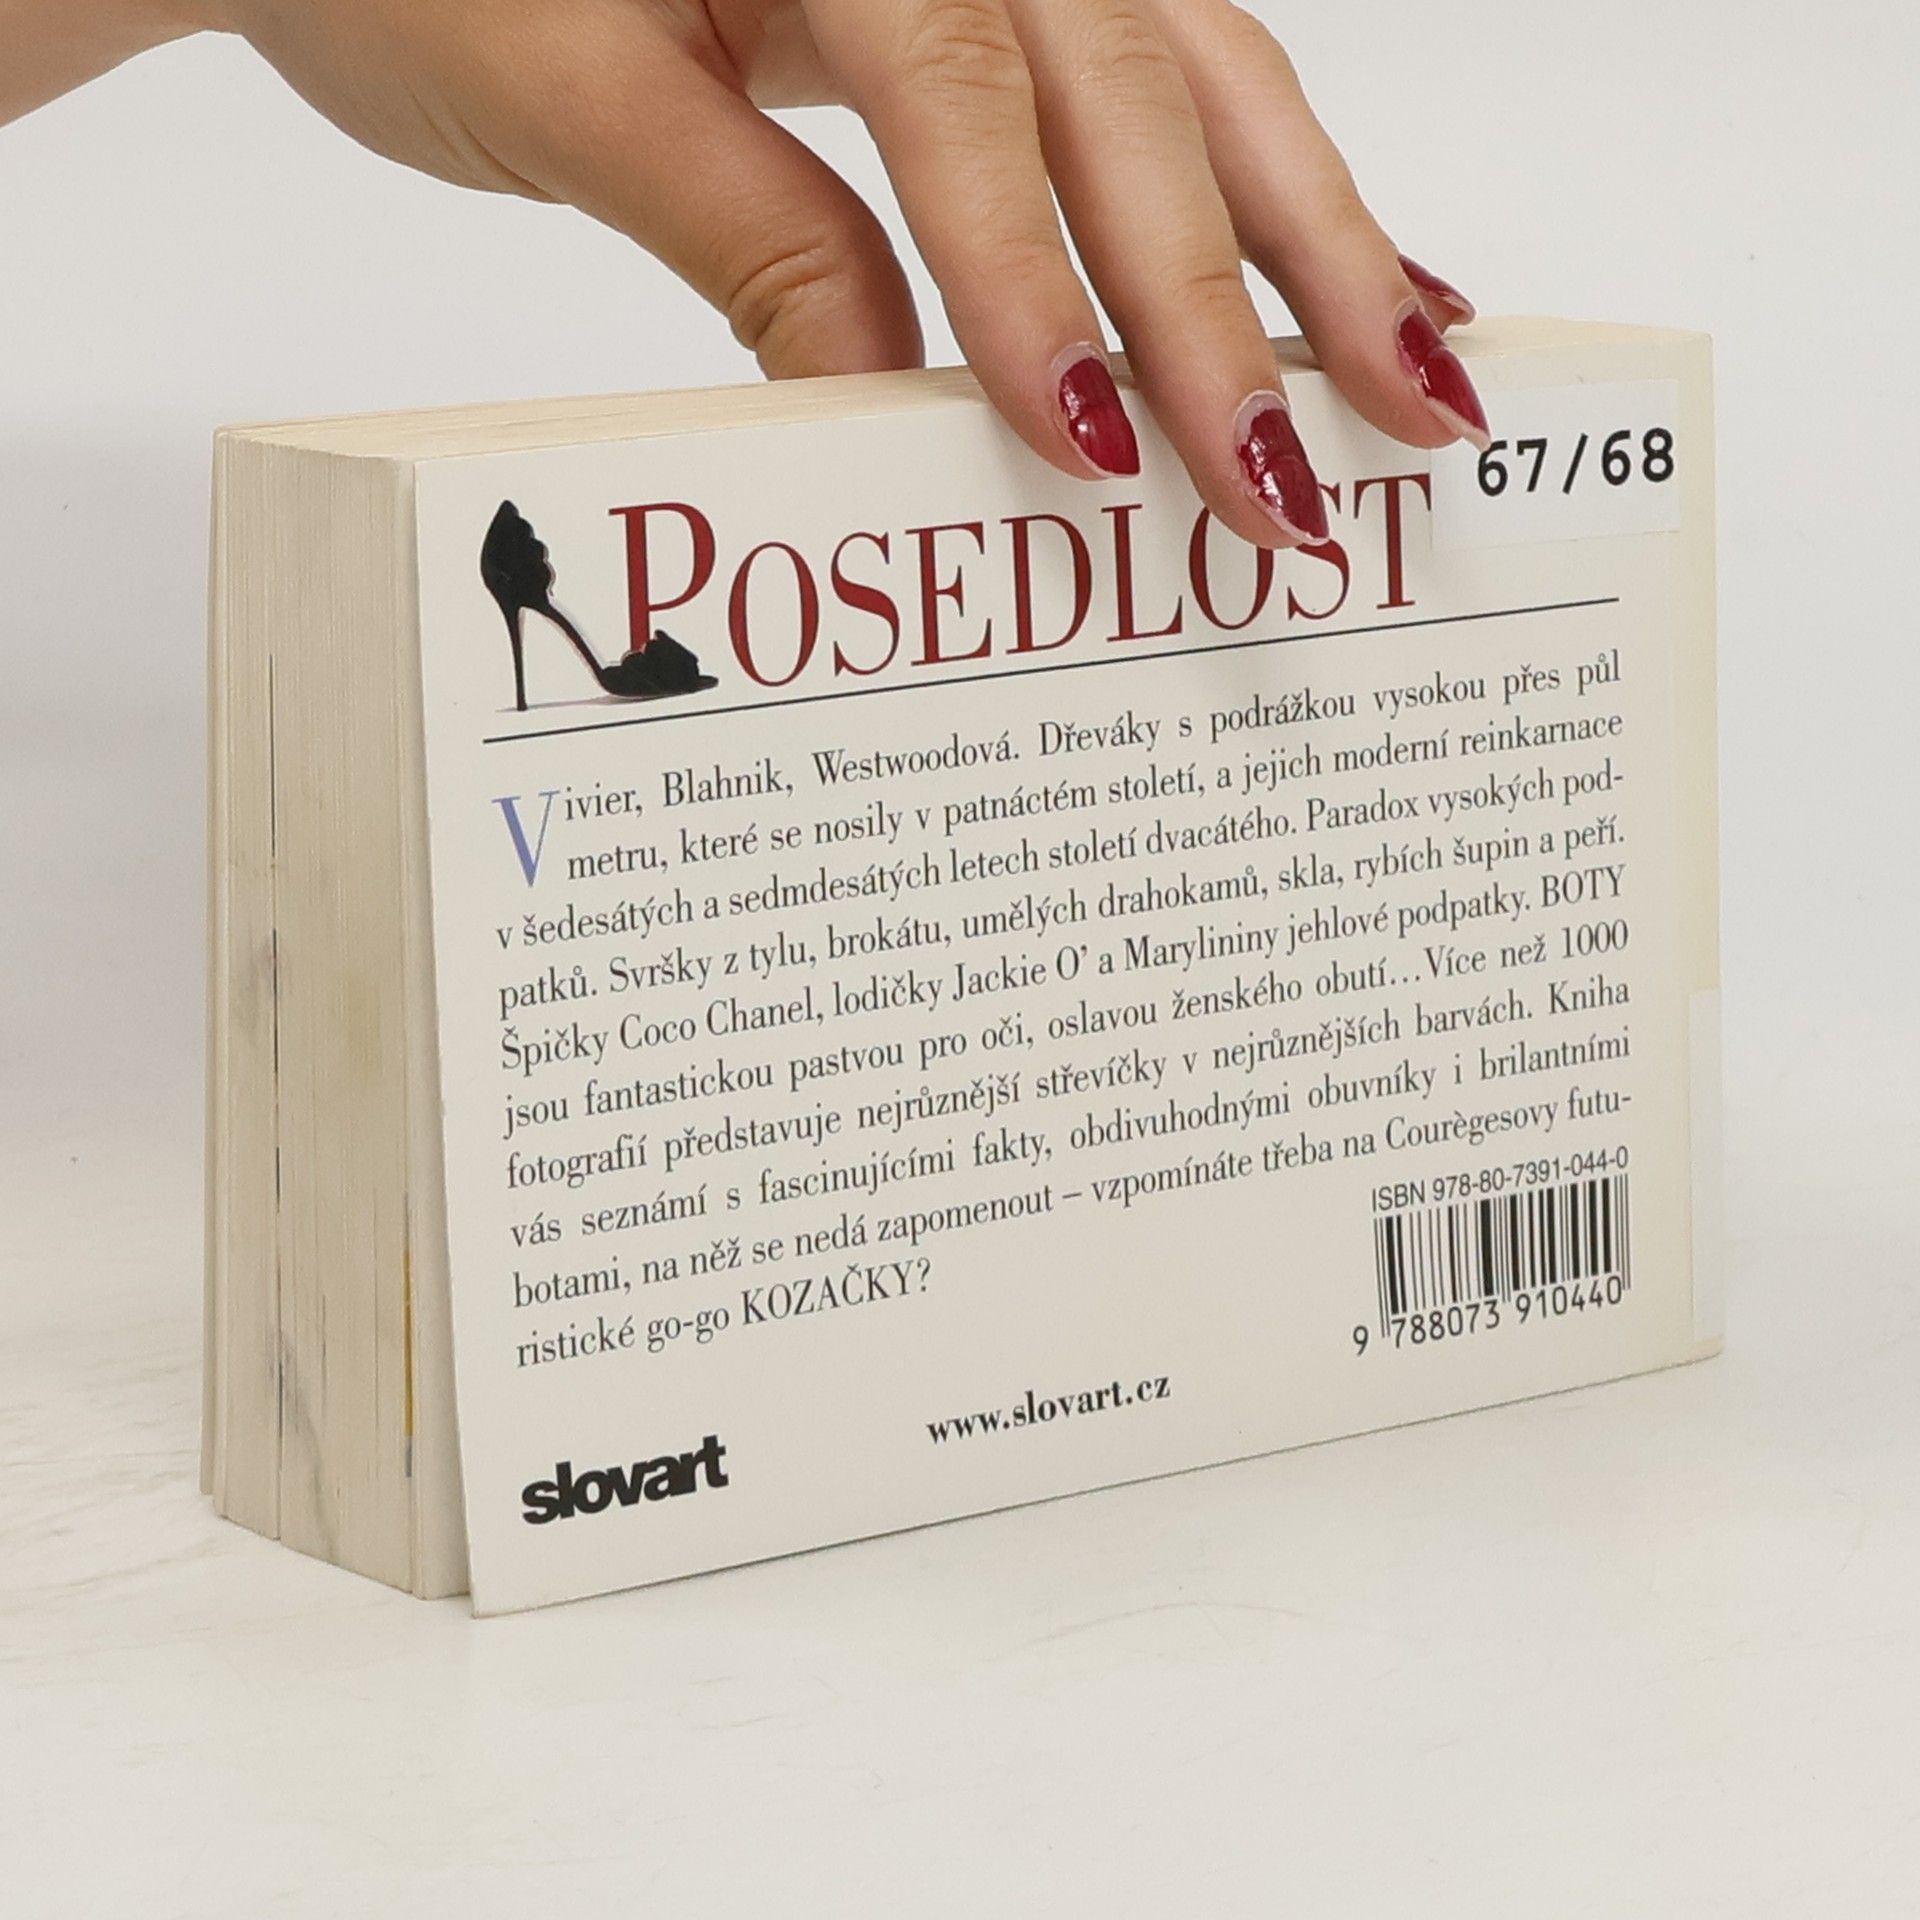 67/68
POSEDLOST
Vivier, Blahnik, Westwoodová. Dřeváky s podrážkou vysokou přes půl
metru, které se nosily v patnáctém století, a jejich moderní reinkarnace
v šedesátých a sedmdesátých letech století dvacátého. Paradox vysokých pod-
patků. Svršky z tylu, brokátu, umělých drahokamů, skla, rybích šupin a peří.
Špičky Coco Chanel, lodičky Jackie O’ a Marylininy jehlové podpatky. BOTY
jsou fantastickou pastvou pro oči, oslavou ženského obutí…Více než 1000
fotografií představuje nejrůznější střevíčky v nejrůznějších barvách. Kniha
vás seznámí s fascinujícími fakty, obdivuhodnými obuvníky i brilantními
botami, na něž se nedá zapomenout – vzpomínáte třeba na Courègesovy futu-
ristické go-go KOZAČKY?
ISBN 978-80-7391-044-0
9 788073 910440
www.slovart.cz
slovart